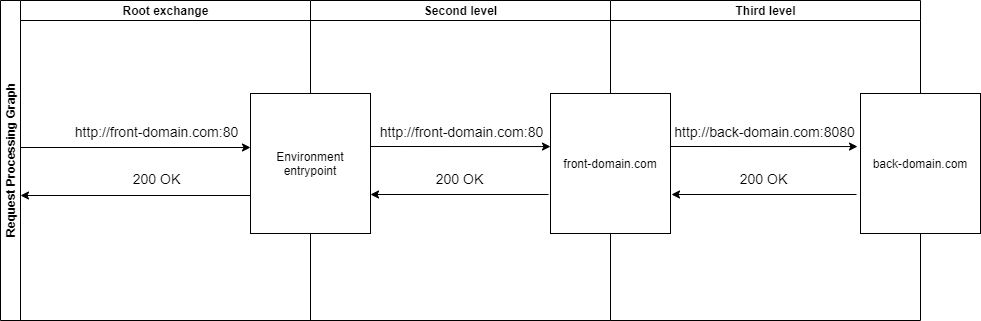 Root exchange
Second level
Third level
Request Processing Graph
http://front-domain.com:80
http://front-domain.com:80
http://back-domain.com:8080
Environment
entrypoint
front-domain.com
back-domain.com
200 OK
200 OK
200 OK